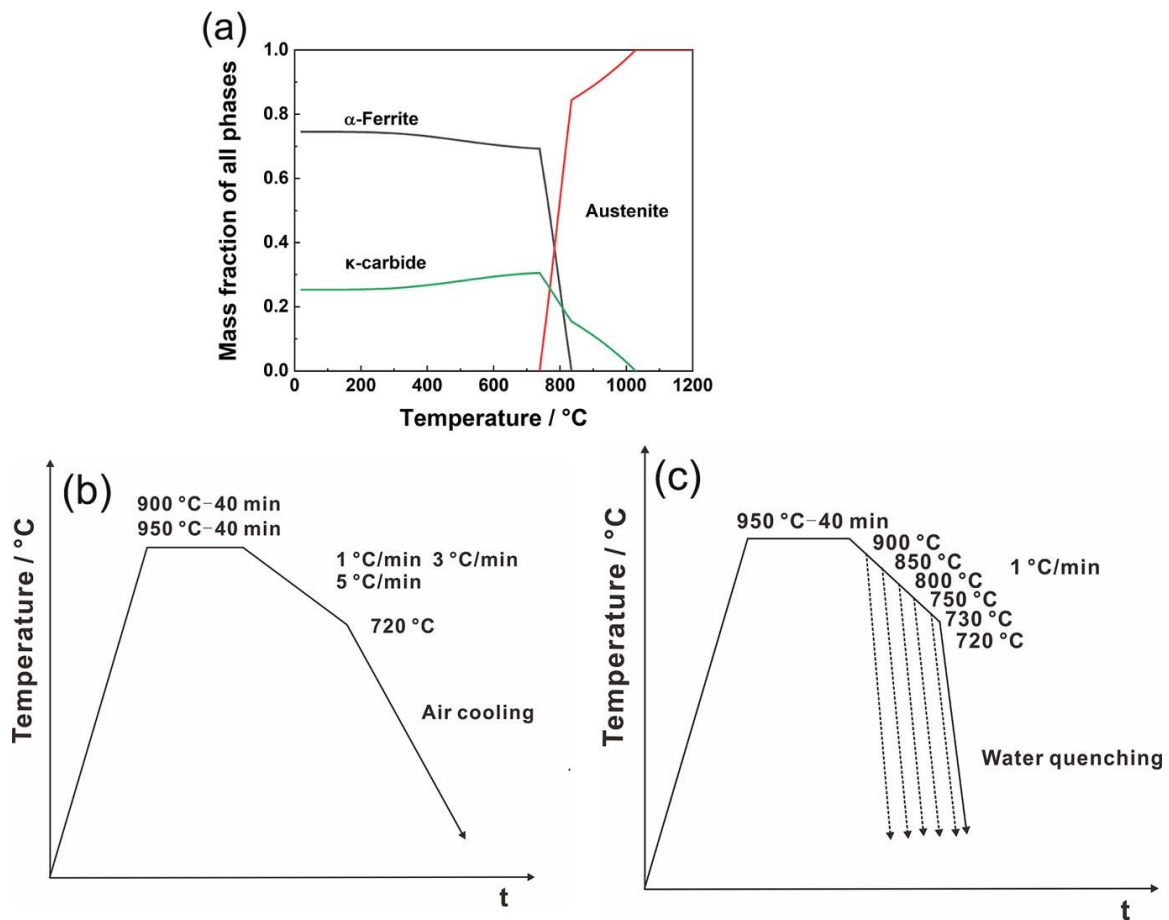 (a)
Mass fraction of all phases
1.0
0.8
0.6
0.4
0.2
0.0
α-Ferrite
Austenite
κ-carbide
0 200 400 600 800 1000 1200
Temperature / °C
(b)
Temperature / °C
900 °C−40 min
950 °C−40 min
1 °C/min 3 °C/min
5 °C/min
720 °C
Air cooling
t
(c)
Temperature / °C
950 °C−40 min
900 °C
850 °C
800 °C
750 °C
730 °C
720 °C
1 °C/min
Water quenching
t